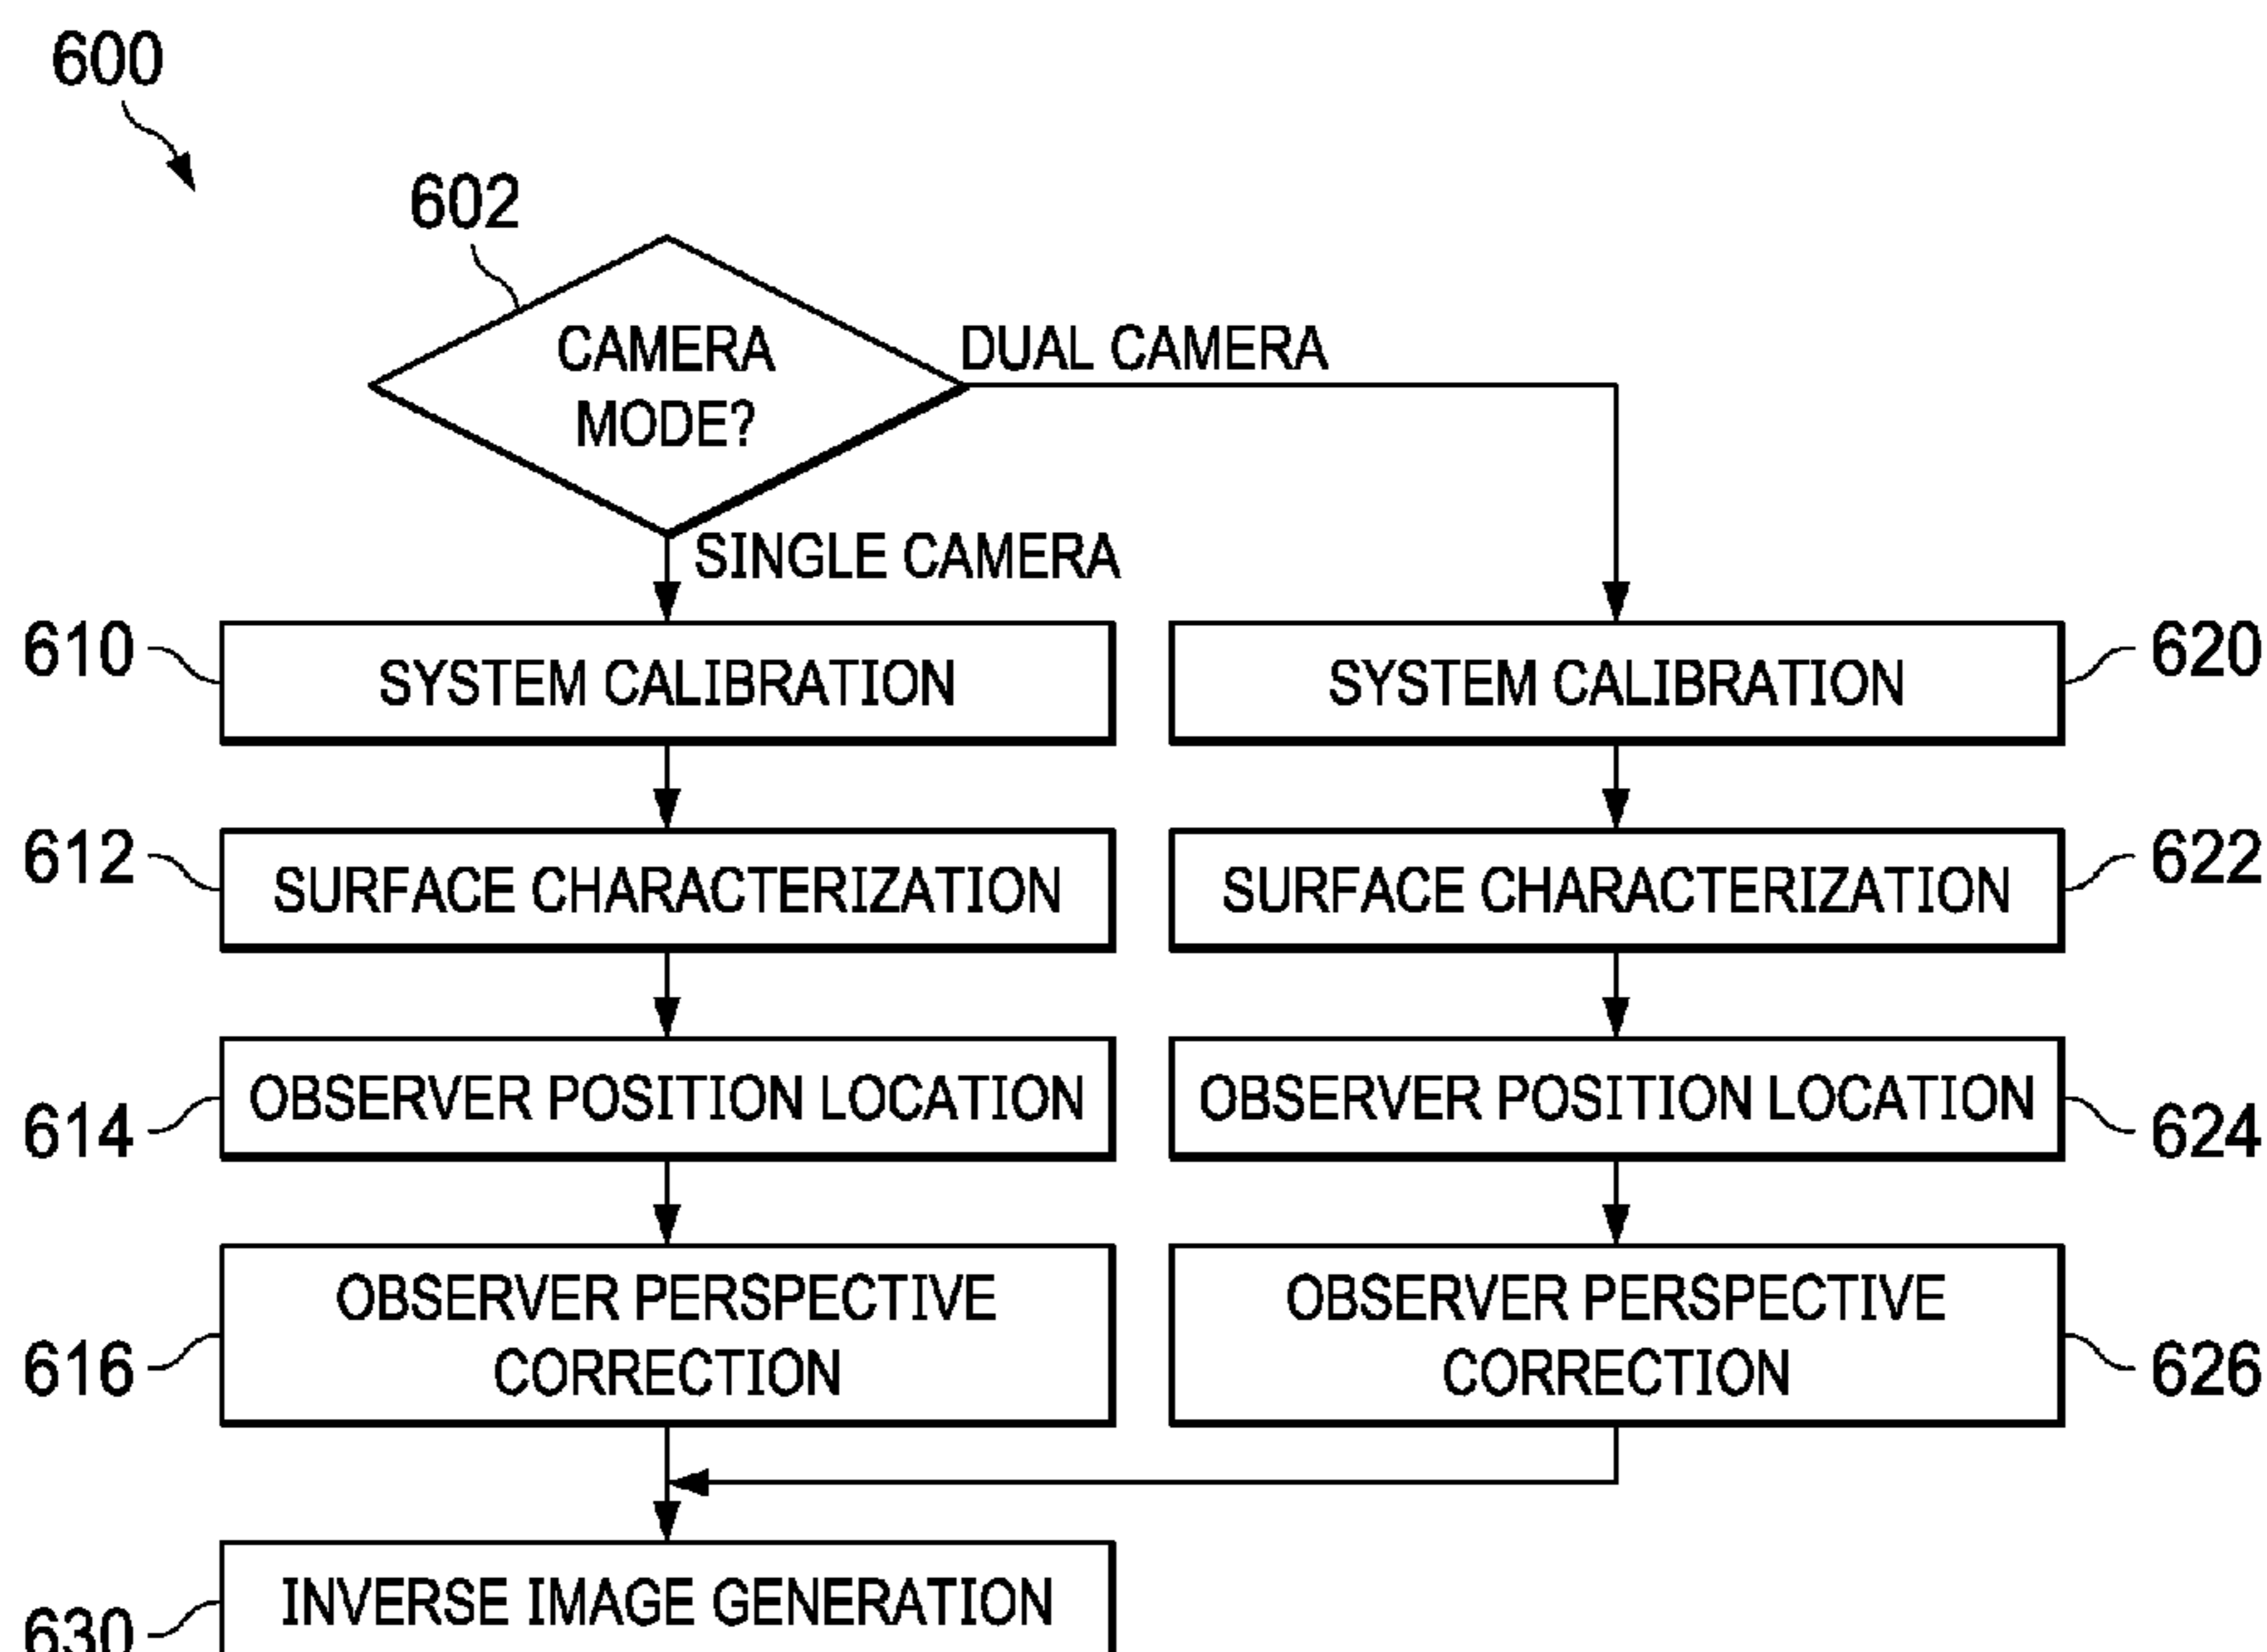 600
602
CAMERA
MODE?
DUAL CAMERA
SINGLE CAMERA
610
SYSTEM CALIBRATION
SYSTEM CALIBRATION
620
612
SURFACE CHARACTERIZATION
SURFACE CHARACTERIZATION
622
614
OBSERVER POSITION LOCATION
OBSERVER POSITION LOCATION
624
616
OBSERVER PERSPECTIVE
CORRECTION
OBSERVER PERSPECTIVE
CORRECTION
626
630
INVERSE IMAGE GENERATION